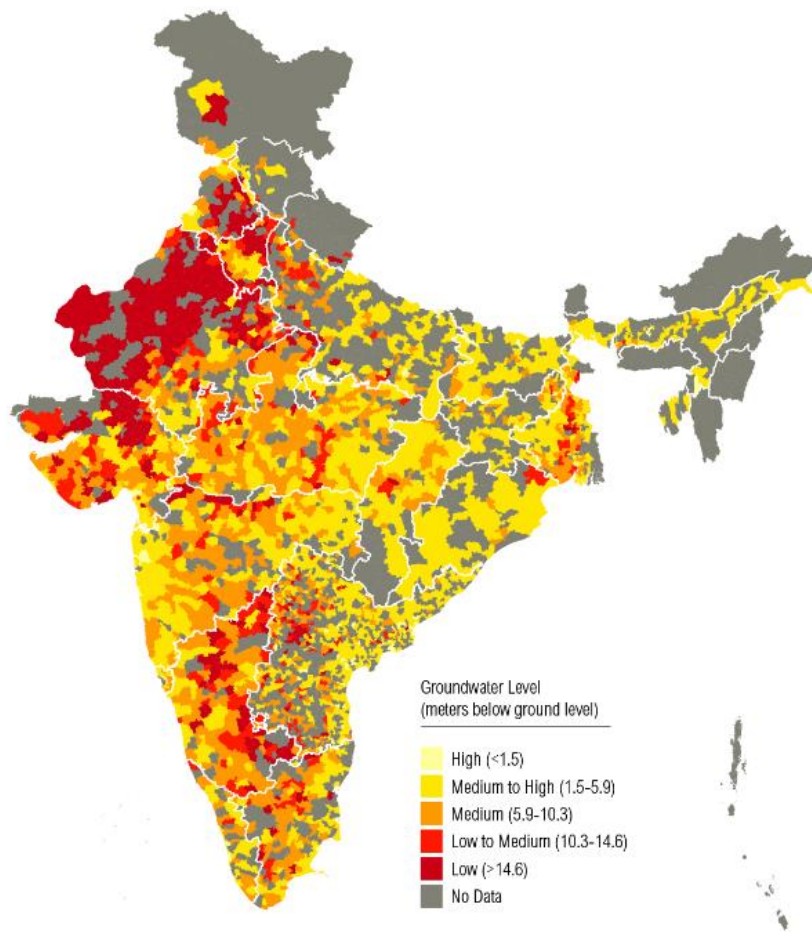 Groundwater Level
(meters below ground level)
High (<1.5)
Medium to High (1.5-5.9)
Medium (5.9-10.3)
Low to Medium (10.3-14.6)
Low (>14.6)
No Data